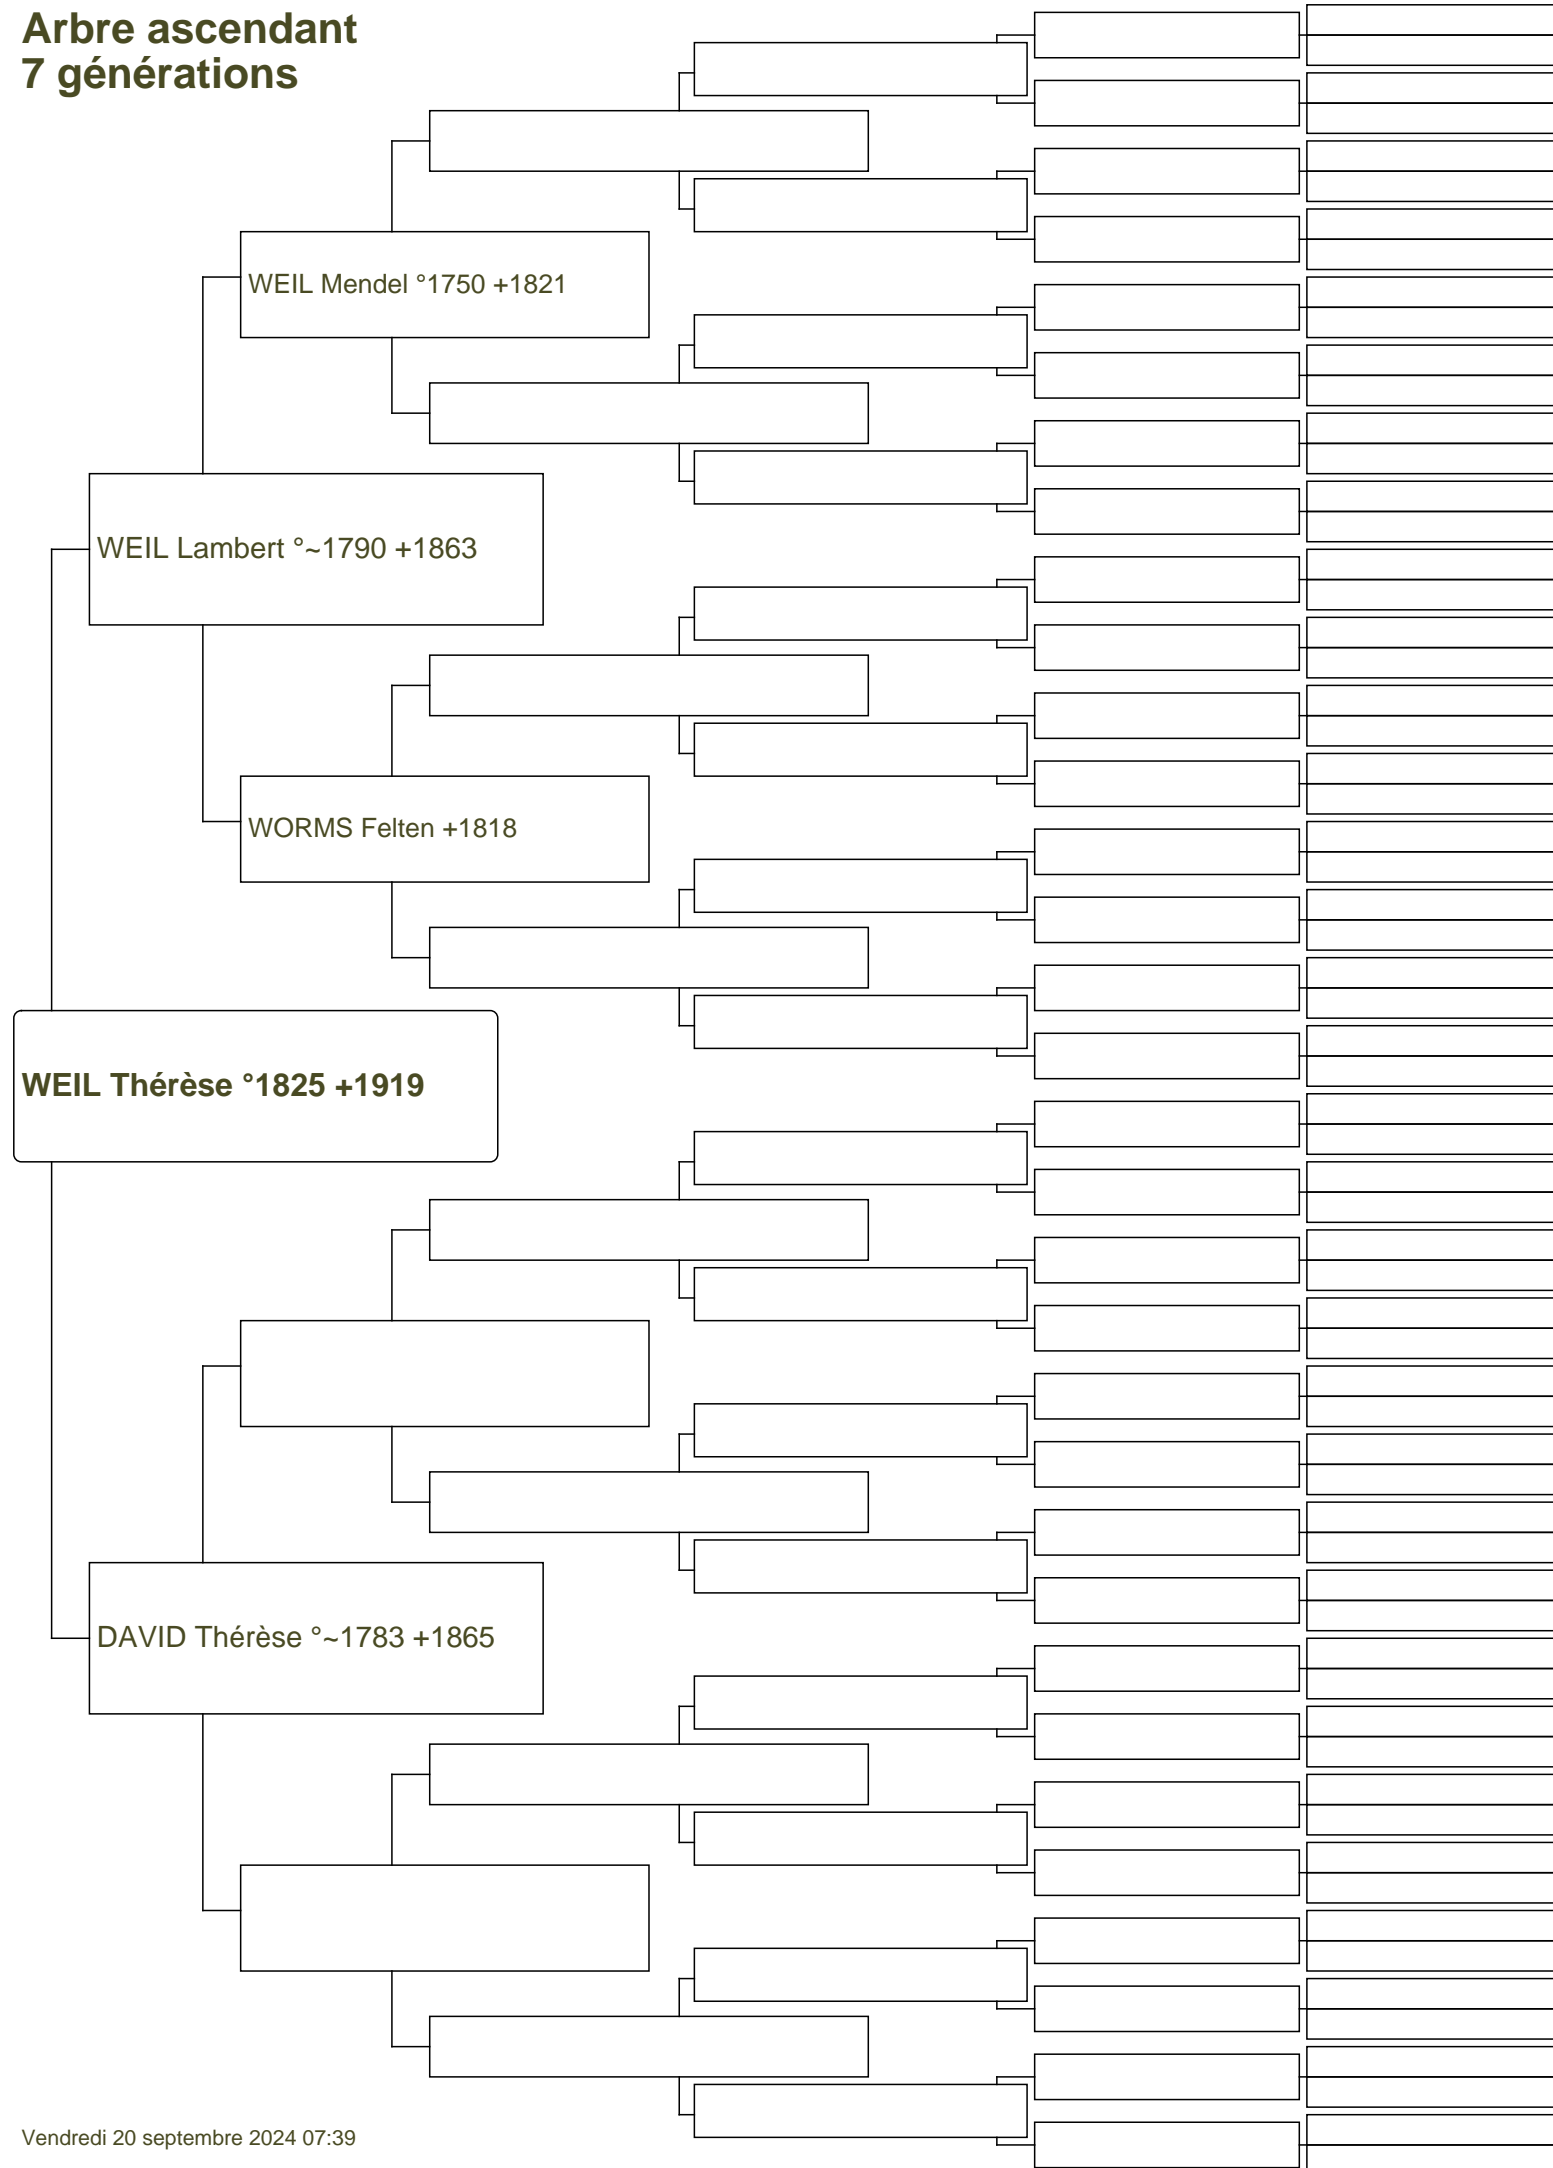 Arbre ascendant
7 générations
WEIL Mendel °1750 +1821
WEIL Lambert °~1790 +1863
WORMS Felten +1818
WEIL Thérèse °1825 +1919
DAVID Thérèse °~1783 +1865
Vendredi 20 septembre 2024 07:39